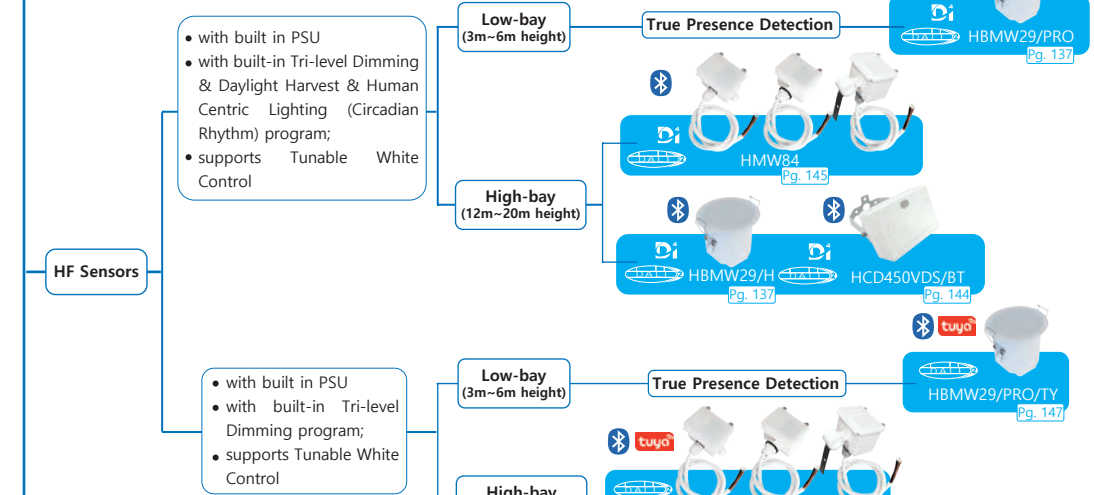 Low-bay
(3m~6m height)
True Presence Detection
HBMW29/PRO
Pg. 137
with built in PSU
with built-in Tri-level Dimming
& Daylight Harvest & Human
Centric Lighting (Circadian
Rhythm) program;
supports Tunable White
Control
HMW84
Pg. 145
High-bay
(12m~20m height)
HBMW29/H
Pg. 137
HCD450VDS/BT
Pg. 144
HF Sensors
tuya
HBMW29/PRO/TY
Pg. 147
Low-bay
(3m~6m height)
True Presence Detection
with built in PSU
with built-in Tri-level
Dimming program;
supports Tunable White
Control
tuya
High-bay